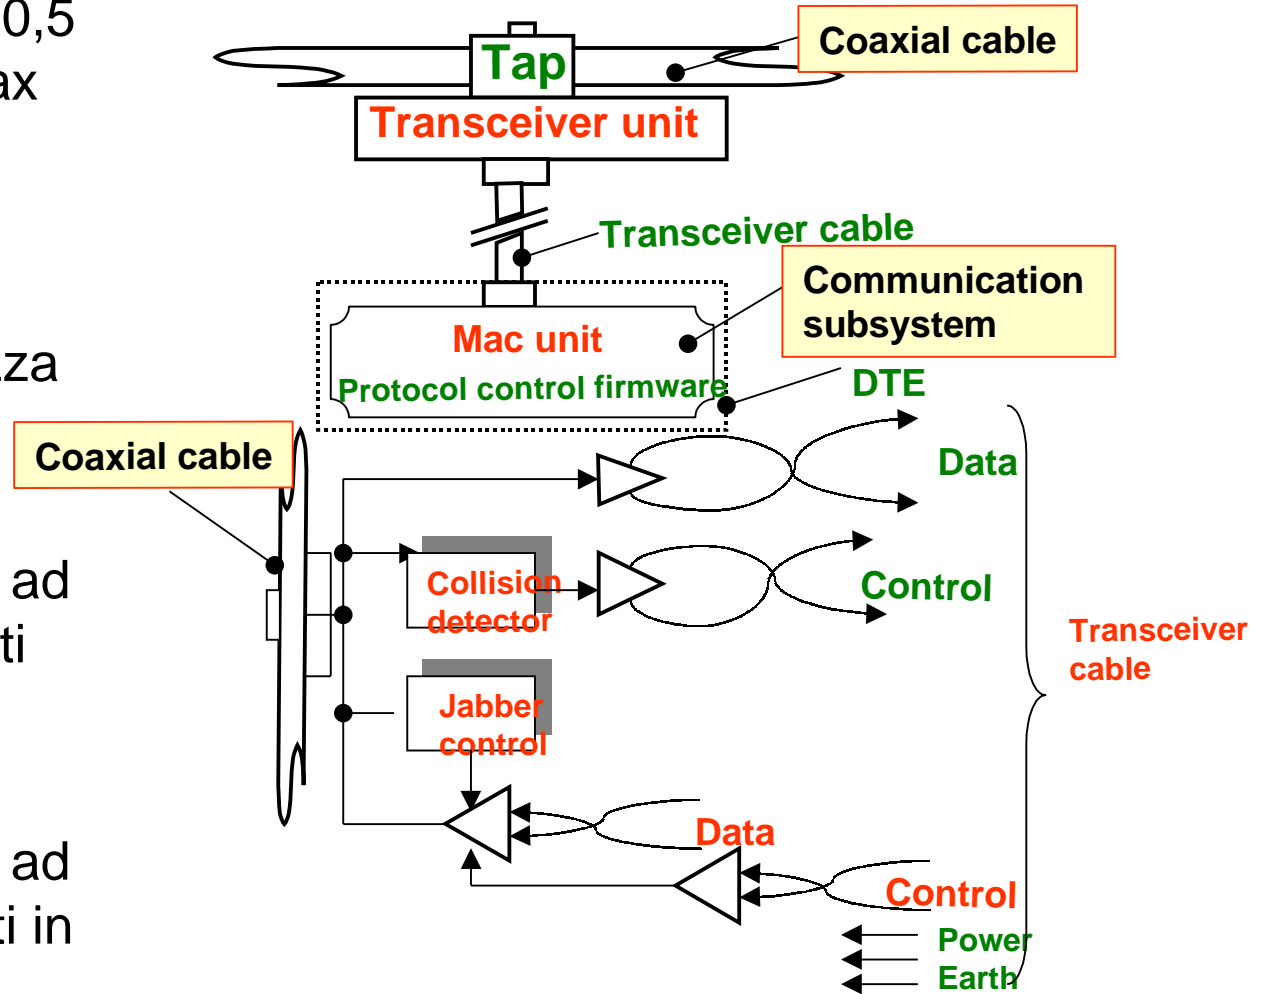 0,5
ax
zza
ad
ti
ad
ti in
Coaxial cable
Tap
Transceiver unit
Transceiver cable
Communication
subsystem
Mac unit
Protocol control firmware
DTE
Coaxial cable
Data
Collision
detector
Control
Transceiver
cable
Jabber
control
Data
Control
Power
Earth